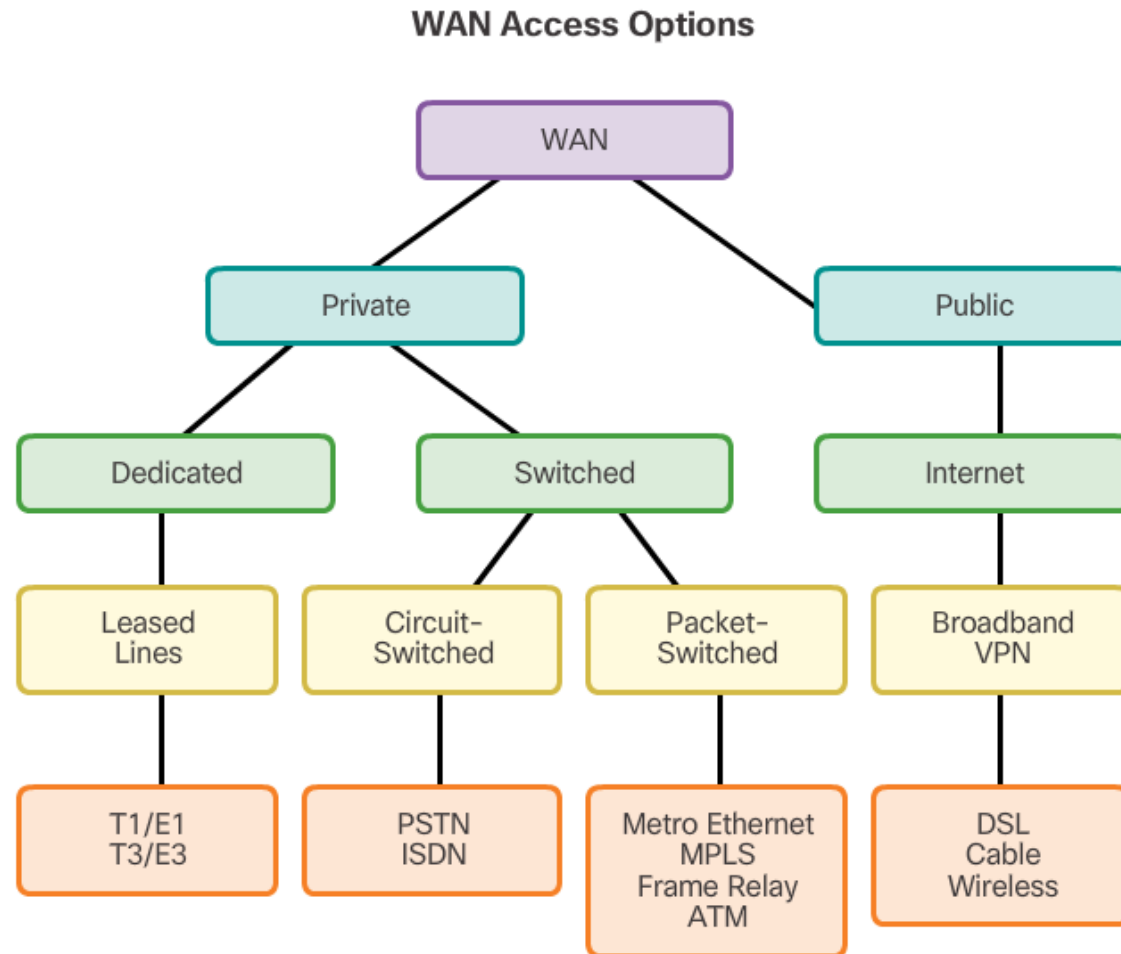 WAN Access Options
WAN
Private
Public
Dedicated
Switched
Internet
Leased
Lines
Circuit-
Switched
Packet-
Switched
Broadband
VPN
T1/E1
T3/E3
PSTN
ISDN
Metro Ethernet
MPLS
Frame Relay
ATM
DSL
Cable
Wireless